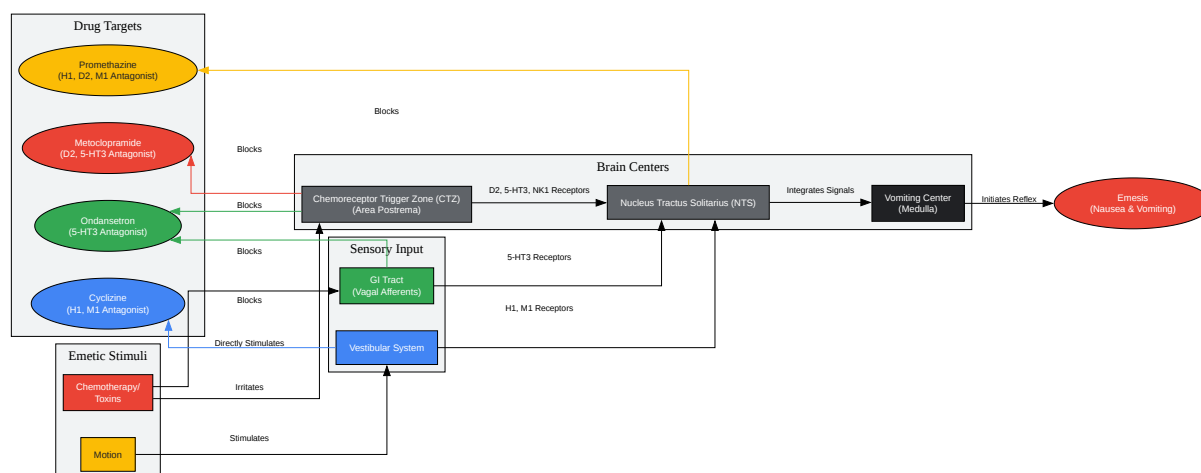 Drug Targets
Promethazine
(H1, D2, M1 Antagonist)
Blocks
Metoclopramide
(D2, 5-HT3 Antagonist)
Blocks
Brain Centers
Chemoreceptor Trigger Zone (CTZ)
(Area Postrema)
D2, 5-HT3, NK1 Receptors
Nucleus Tractus Solitarius (NTS)
Integrates Signals
Vomiting Center
(Medulla)
Initiates Reflex
Emesis
(Nausea & Vomiting)
Ondansetron
(5-HT3 Antagonist)
Blocks
Blocks
Sensory Input
GI Tract
(Vagal Afferents)
5-HT3 Receptors
Cyclizine
(H1, M1 Antagonist)
Blocks
H1, M1 Receptors
Directly Stimulates
Vestibular System
Emetic Stimuli
Chemotherapy/
Toxins
Irritates
Motion
Stimulates